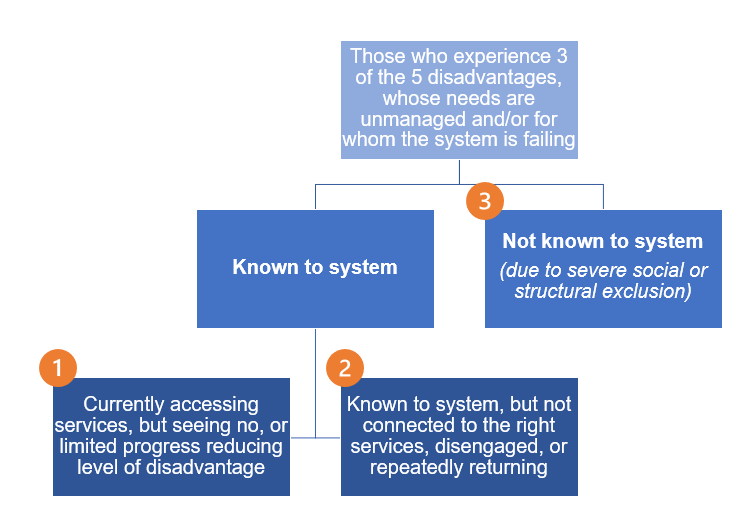 Those who experience 3
of the 5 disadvantages,
whose needs are
unmanaged and/or for
whom the system is failing
3
Known to system
Not known to system
(due to severe social or
structural exclusion)
1
Currently accessing
services, but seeing no, or
limited progress reducing
level of disadvantage
2
Known to system, but not
connected to the right
services, disengaged, or
repeatedly returning